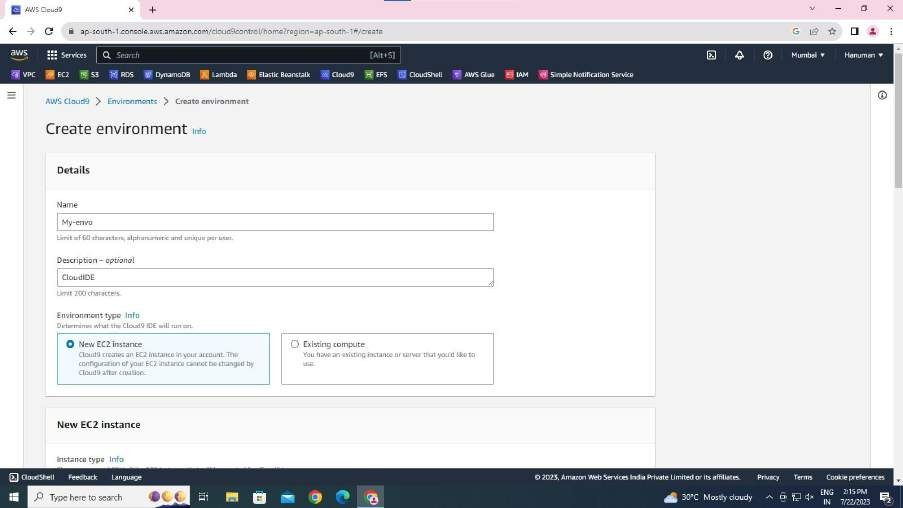 AWS Cloud9
ap-south-1.console.aws.amazon.com/cloud9control/home?region=ap-south-1#/create
aws Services Search [Alt+S] Mumbai Hanuman
VPC EC2 S3 RDS DynamoDB Lambda Elastic Beanstalk Cloud9 EFS CloudShell AWS Glue IAM Simple Notification Service
AWS Cloud9 > Environments > Create environment
Create environment Info
Details
Name
My-envo
Limit of 60 characters, alphanumeric and unique per user.
Description – optional
CloudIDE
Limit 200 characters.
Environment type Info
Determines what the Cloud9 IDE will run on.
New EC2 instance
Cloud9 creates an EC2 instance in your account. The
configuration of your EC2 instance cannot be changed by
Cloud9 after creation.
Existing compute
You have an existing instance or server that you'd like to
use.
New EC2 instance
Instance type Info
CloudShell Feedback Language © 2023, Amazon Web Services India Private Limited or its affiliates. Privacy Terms Cookie preferences
Type here to search 30°C Mostly cloudy ENG IN 2:15 PM 7/22/2023 2